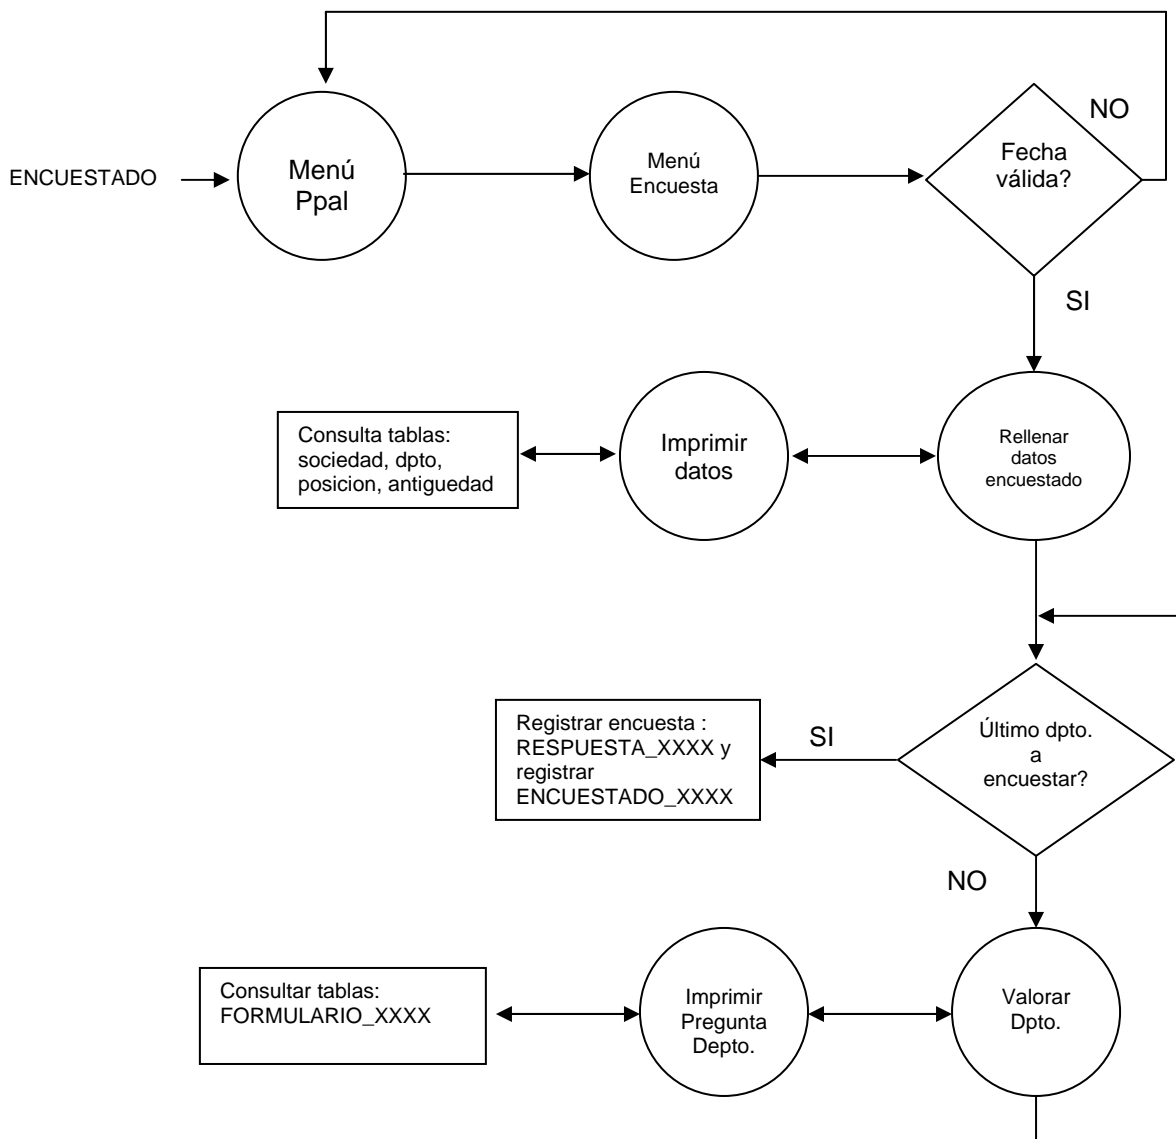 ENCUESTADO
Menú
Ppal
Menú
Encuesta
Fecha
válida?
NO
SI
Consulta tablas:
sociedad, dpto,
posicion, antiguedad
Imprimir
datos
Rellenar
datos
encuestado
Registrar encuesta :
RESPUESTA_XXXX y
registrar
ENCUESTADO_XXXX
SI
Último dpto.
a
encuestar?
NO
Consultar tablas:
FORMULARIO_XXXX
Imprimir
Pregunta
Depto.
Valorar
Dpto.